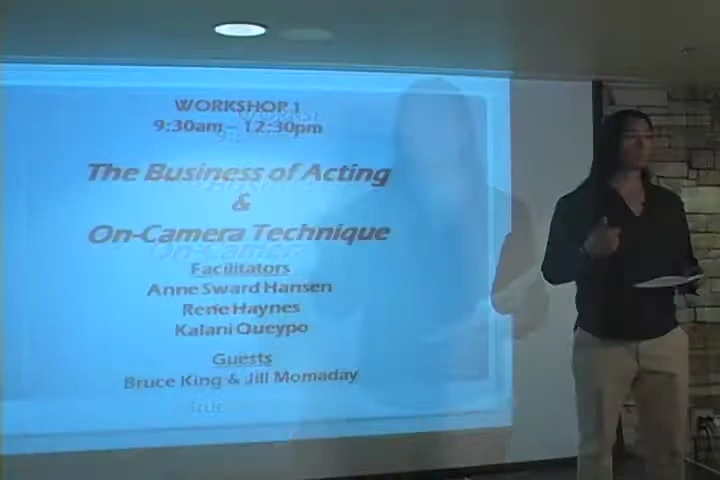 WORKSHOP 1
9:30am – 12:30pm
The Business of Acting
&
On-Camera Technique
Facilitators
Anne Sward Hansen
Rene Haynes
Kalani Queypo
Guests
Bruce King & Jill Momaday